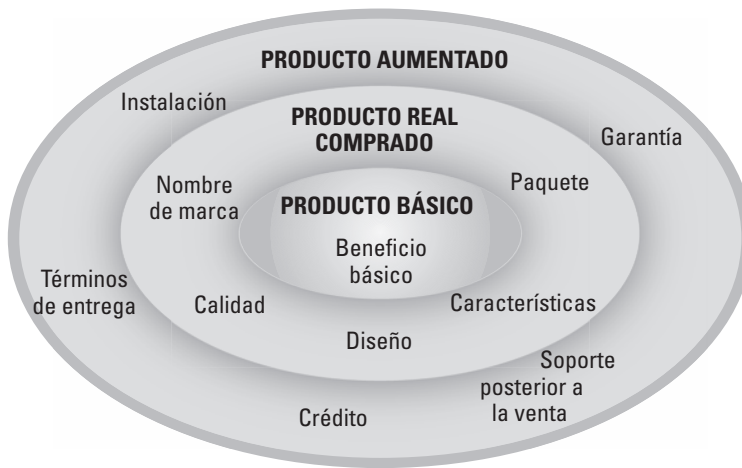 PRODUCTO AUMENTADO
Instalación
PRODUCTO REAL
COMPRADO
Garantía
Nombre
de marca
Paquete
PRODUCTO BÁSICO
Beneficio
básico
Términos
de entrega
Calidad
Características
Diseño
Soporte
posterior a
la venta
Crédito